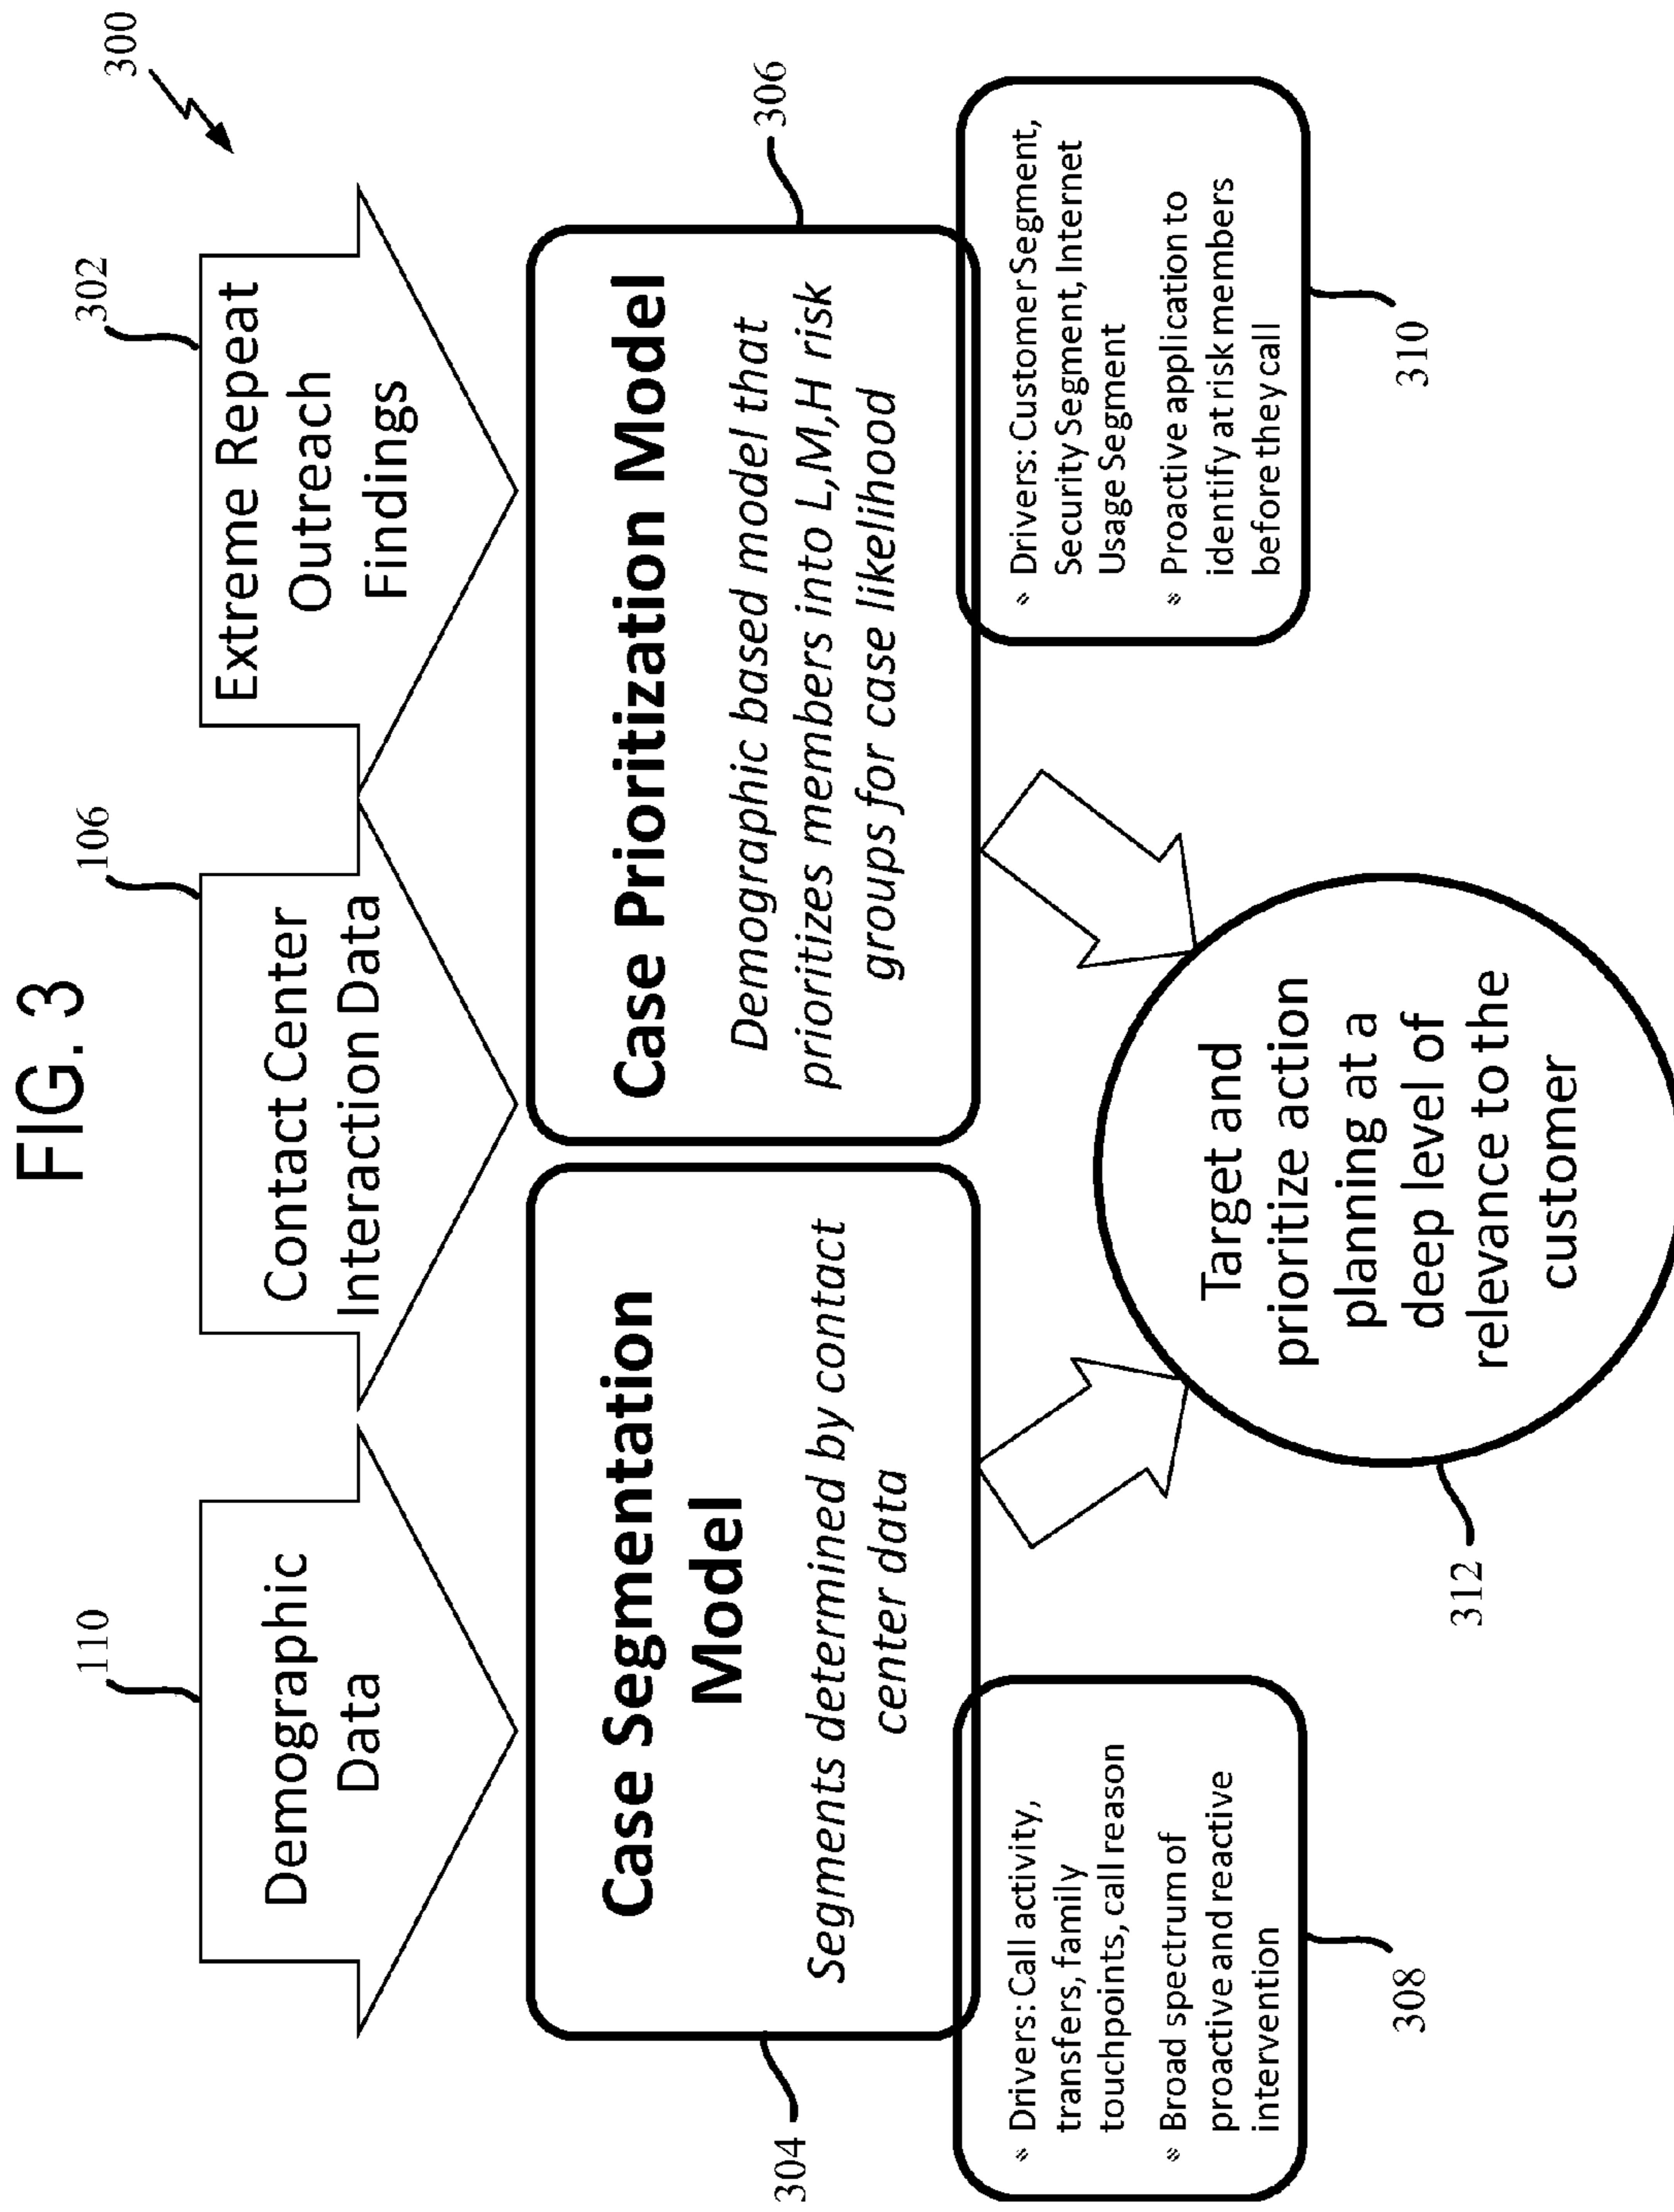 FIG. 3
300
110
106
302
Demographic
Data
Contact Center
Interaction Data
Extreme Repeat
Outreach
Findings
Case Segmentation
Model
Segments determined by contact
center data
304
Case Prioritization Model
Demographic based model that
prioritizes members into L,M,H risk
groups for case likelihood
306
Drivers: Call activity,
transfers, family
touchpoints, call reason
Broad spectrum of
proactive and reactive
intervention
308
Drivers: Customer Segment,
Security Segment, Internet
Usage Segment
Proactive application to
identify at risk members
before they call
310
Target and
prioritize action
planning at a
deep level of
relevance to the
customer
312